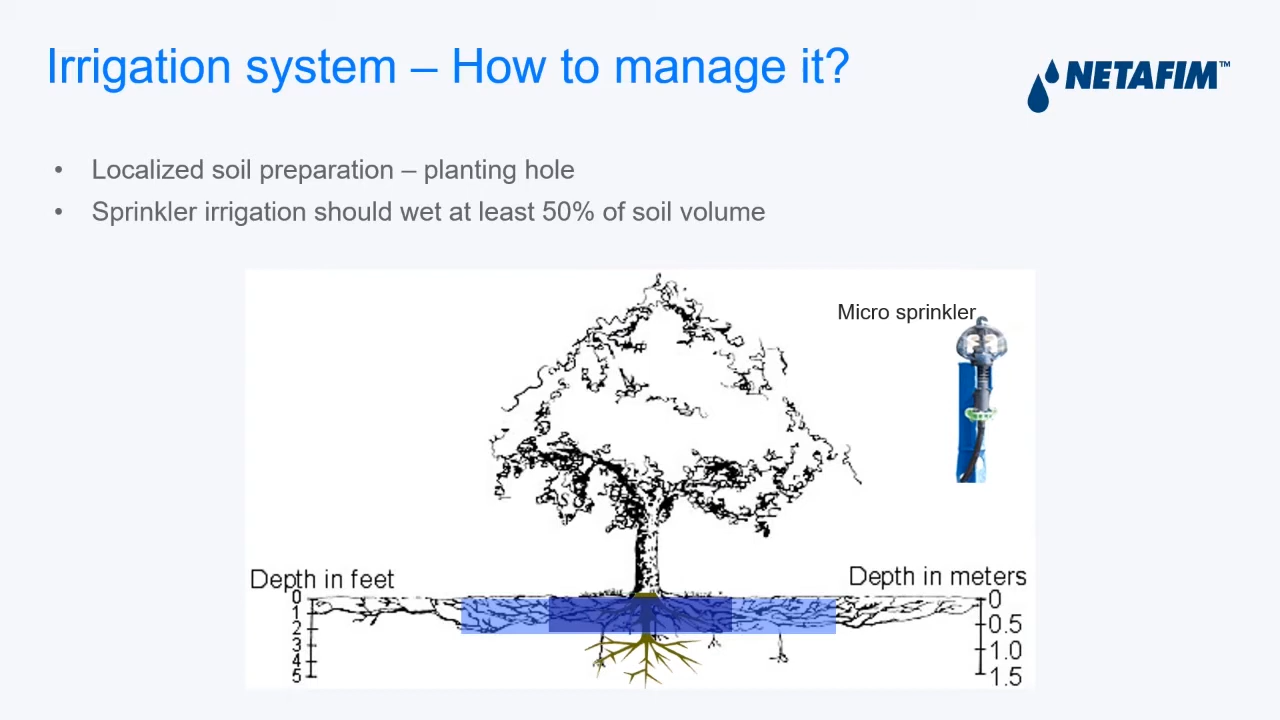 Irrigation system – How to manage it?
NETAFIM™
• Localized soil preparation – planting hole
• Sprinkler irrigation should wet at least 50% of soil volume
Micro sprinkler
Depth in feet
0
1
2
3
4
5
Depth in meters
0
0.5
1.0
1.5